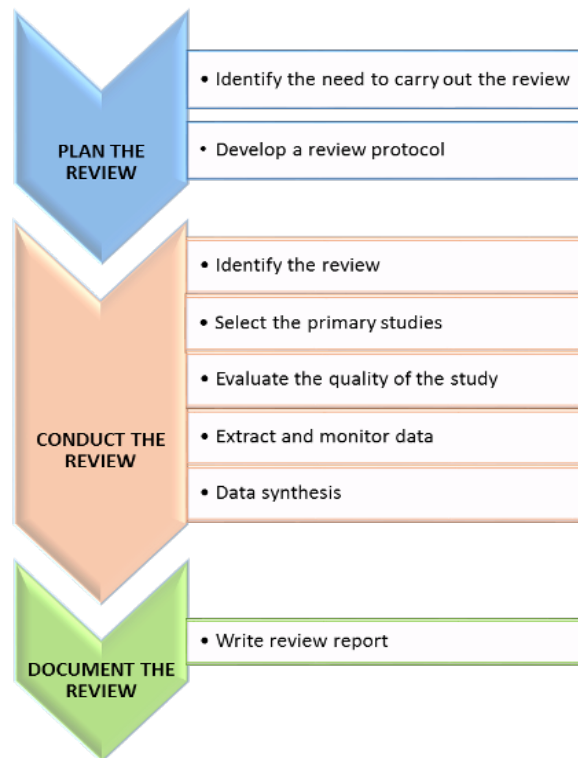 PLAN THE
REVIEW
• Identify the need to carry out the review
• Develop a review protocol
CONDUCT THE
REVIEW
• Identify the review
• Select the primary studies
• Evaluate the quality of the study
• Extract and monitor data
• Data synthesis
DOCUMENT THE
REVIEW
• Write review report